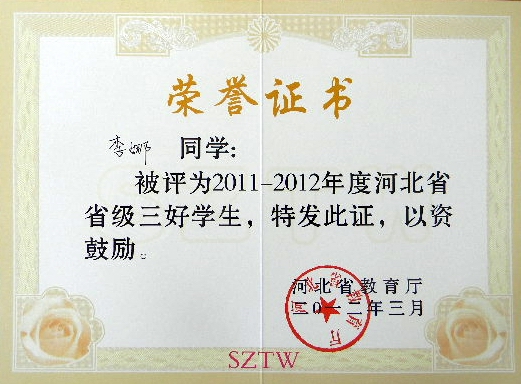 荣誉证书
李娜 同学:
被评为2011-2012年度河北省
省级三好学生，特发此证，以资
鼓励。
河北省教育厅
二〇一二年三月
SZTW